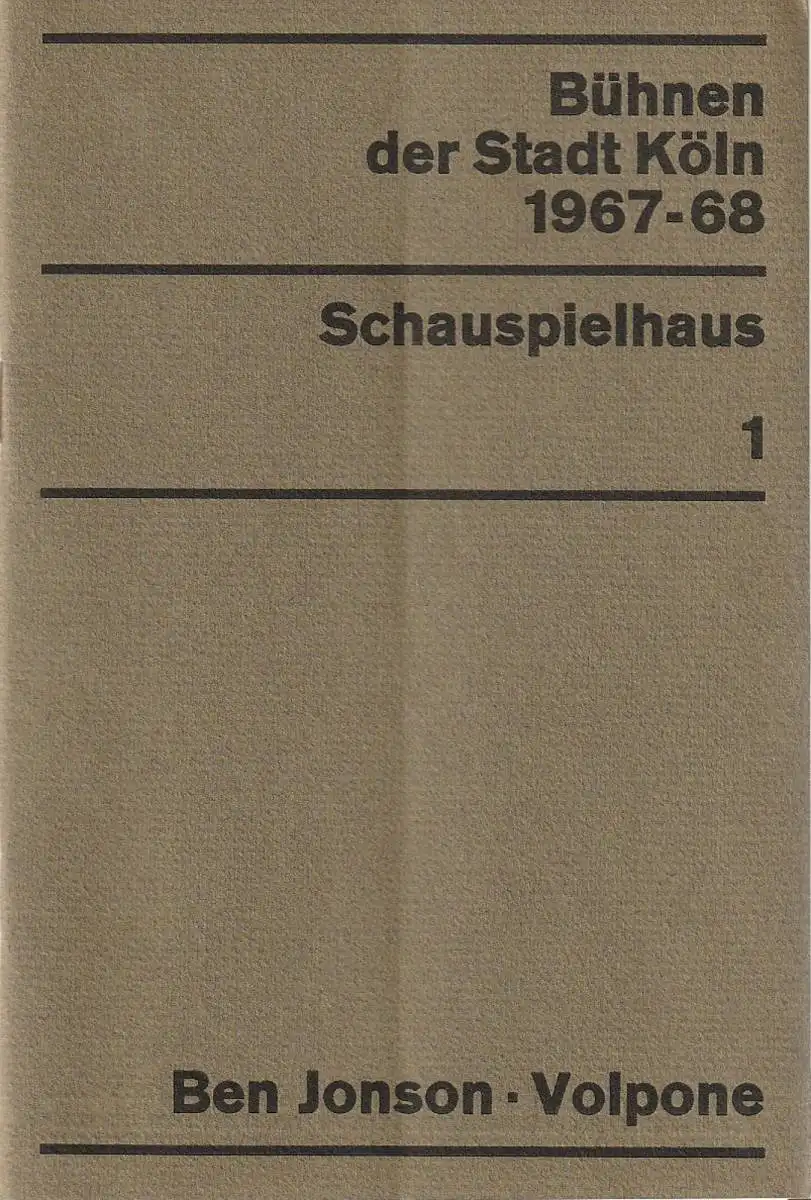 Bühnen
der Stadt Köln
1967-68
Schauspielhaus
1
Ben Jonson · Volpone